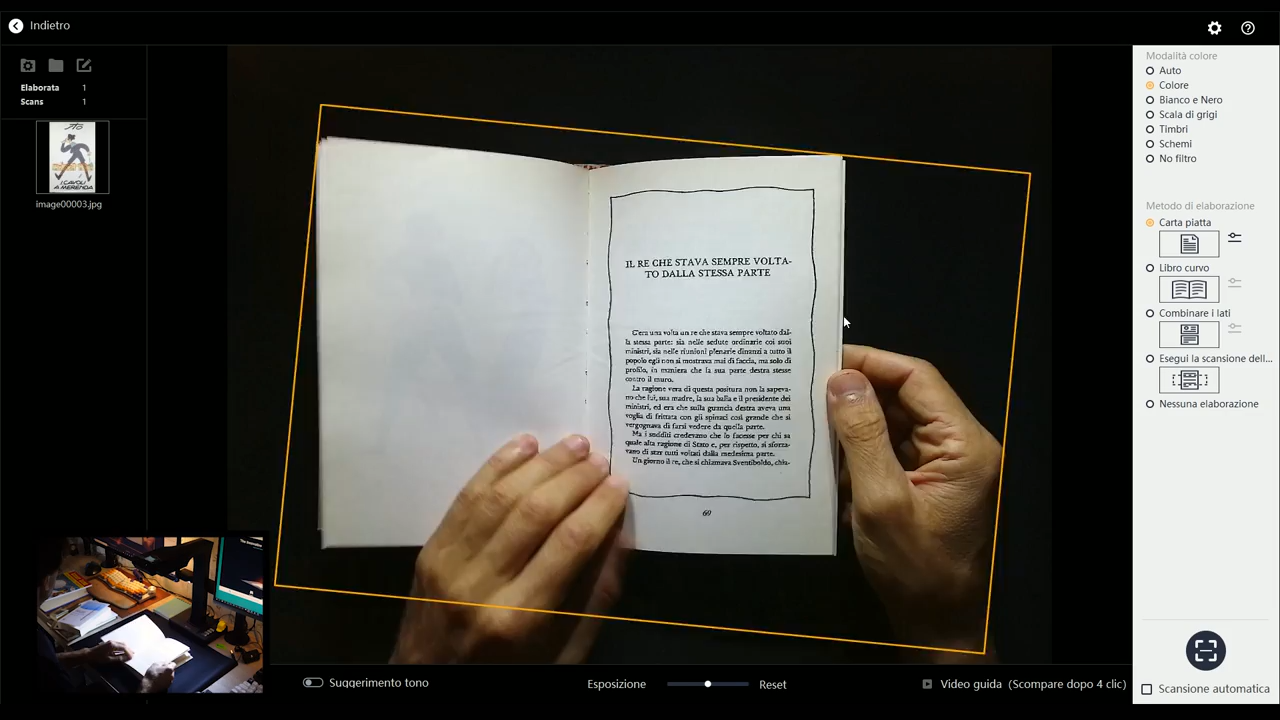 Indietro
Elaborata 1
Scans 1
STO
I CAVOLI
A MERENDA
image00003.jpg
IL RE CHE STAVA SEMPRE VOLTA-
TO DALLA STESSA PARTE
C'era una volta un re che stava sempre voltato dal-
la stessa parte: sia nelle sedute ordinarie coi suoi
ministri, sia nelle riunioni plenarie dinanzi a tutto il
popolo egli non si mostrava mai di faccia, ma solo di
profilo, in maniera che la sua parte destra stesse
contro il muro.
La ragione vera di questa positura non la sapeva-
no che lui, sua madre, la sua balia e il presidente dei
ministri, ed era che sulla guancia destra aveva una
voglia di frittata con gli spinaci così grande che si
vergognava di farsi vedere da quella parte.
Ma i sudditi credevano che lo facesse per chi sa
quale alta ragione di Stato e, per rispetto, si sforza-
vano di star tutti voltati dalla medesima parte.
Un giorno il re, che si chiamava Sventiboldo, chia-
69
Suggerimento tono
Esposizione
Reset
Video guida (Scompare dopo 4 clic)
Modalità colore
Auto
Colore
Bianco e Nero
Scala di grigi
Timbri
Schemi
No filtro
Metodo di elaborazione
Carta piatta
Libro curvo
Combinare i lati
Esegui la scansione dell...
Nessuna elaborazione
Scansione automatica